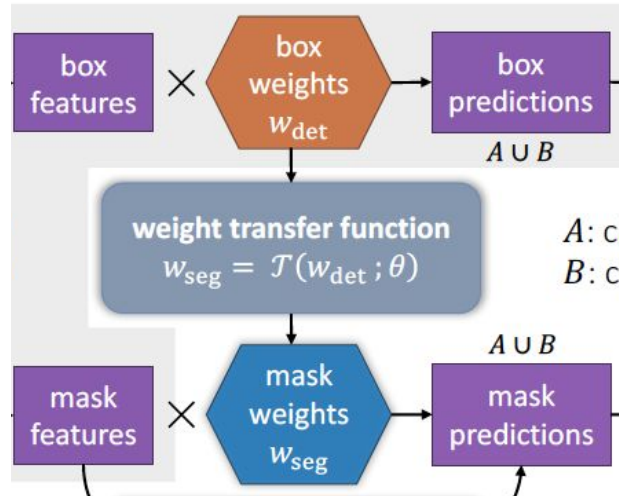 box
features
×
box
weights
w_det
box
predictions
A ∪ B
weight transfer function
w_seg = 𝒯(w_det ; θ)
A: c
B: c
A ∪ B
mask
features
×
mask
weights
w_seg
mask
predictions